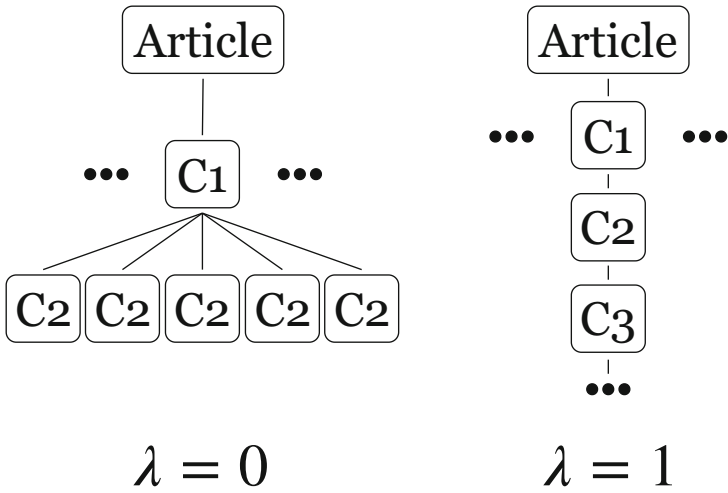 Article
••• C1 •••
C2 C2 C2 C2 C2
λ = 0
Article
••• C1 •••
C2
C3
•••
λ = 1